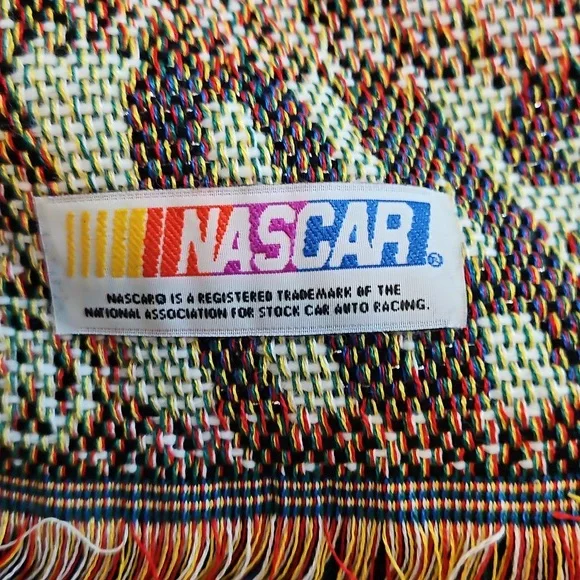 NASCAR®
NASCAR® IS A REGISTERED TRADEMARK OF THE
NATIONAL ASSOCIATION FOR STOCK CAR AUTO RACING.